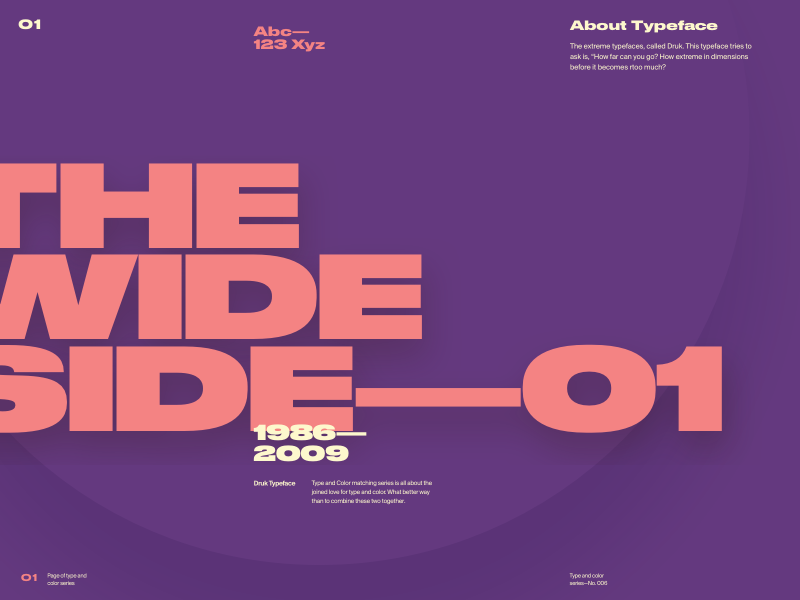 01
Abc—
123 Xyz
About Typeface
The extreme typefaces, called Druk. This typeface tries to
ask is, “How far can you go? How extreme in dimensions
before it becomes rtoo much?
THE
WIDE
SIDE—01
1986—
2009
Druk Typeface
Type and Color matching series is all about the
joined love for type and color. What better way
than to combine these two together.
01
Page of type and
color series
Type and color
series—No. 006